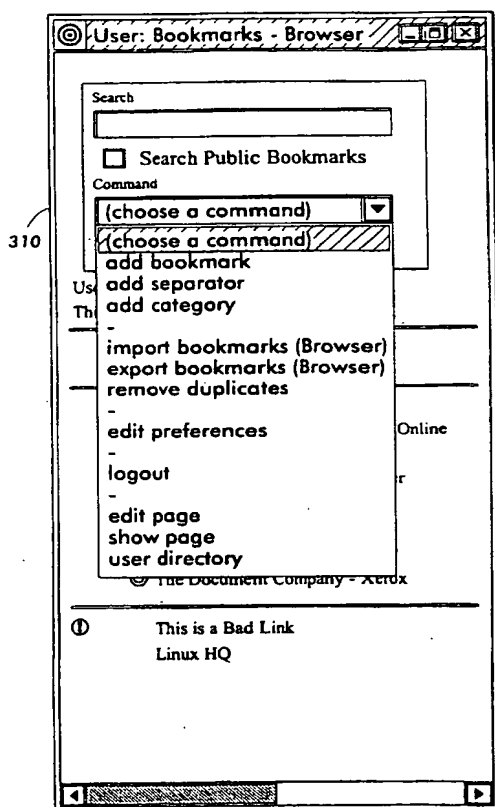 User: Bookmarks - Browser
Search
Search Public Bookmarks
Command
310
(choose a command)
(choose a command)
add bookmark
add separator
add category
-
import bookmarks (Browser)
export bookmarks (Browser)
remove duplicates
-
edit preferences
Online
-
logout
-
edit page
show page
user directory
The Document Company - Xerox
This is a Bad Link
Linux HQ